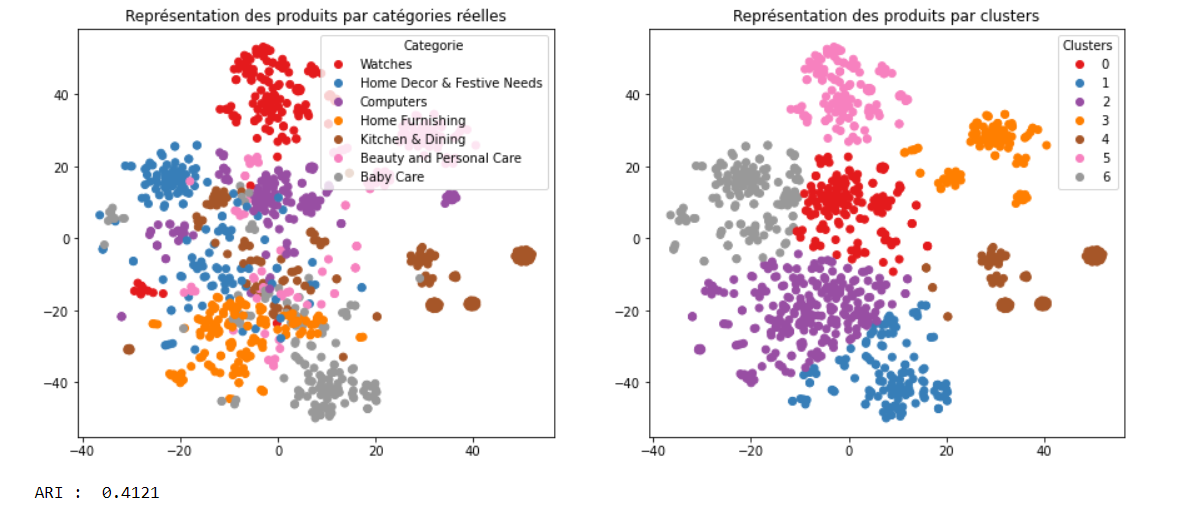 Représentation des produits par catégories réelles
Categorie
Watches
Home Decor & Festive Needs
Computers
Home Furnishing
Kitchen & Dining
Beauty and Personal Care
Baby Care
40
20
0
−20
−40
−40
−20
0
20
40
Représentation des produits par clusters
Clusters
0
1
2
3
4
5
6
40
20
0
−20
−40
−40
−20
0
20
40
ARI :  0.4121